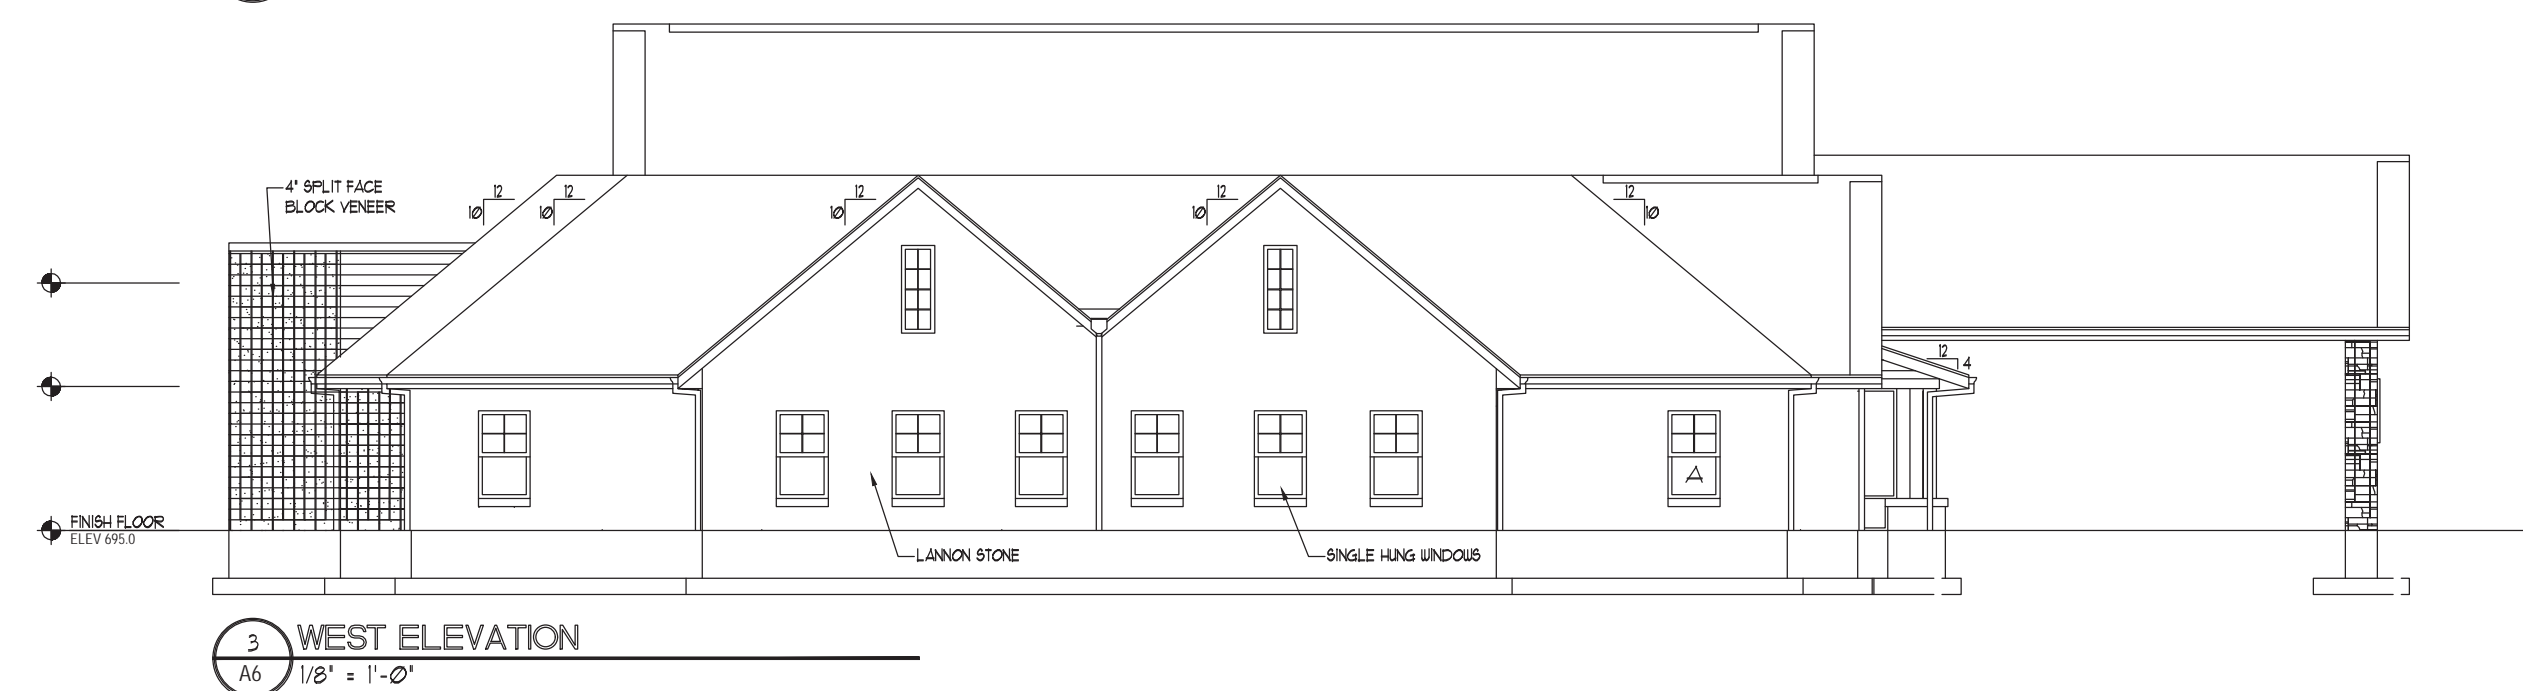 4" SPLIT FACE
BLOCK VENEER
12
10
12
10
12
10
12
10
12
10
12
4
A
FINISH FLOOR
ELEV 695.0
LANNON STONE
SINGLE HUNG WINDOWS
3
WEST ELEVATION
A6
1/8" = 1'-0"